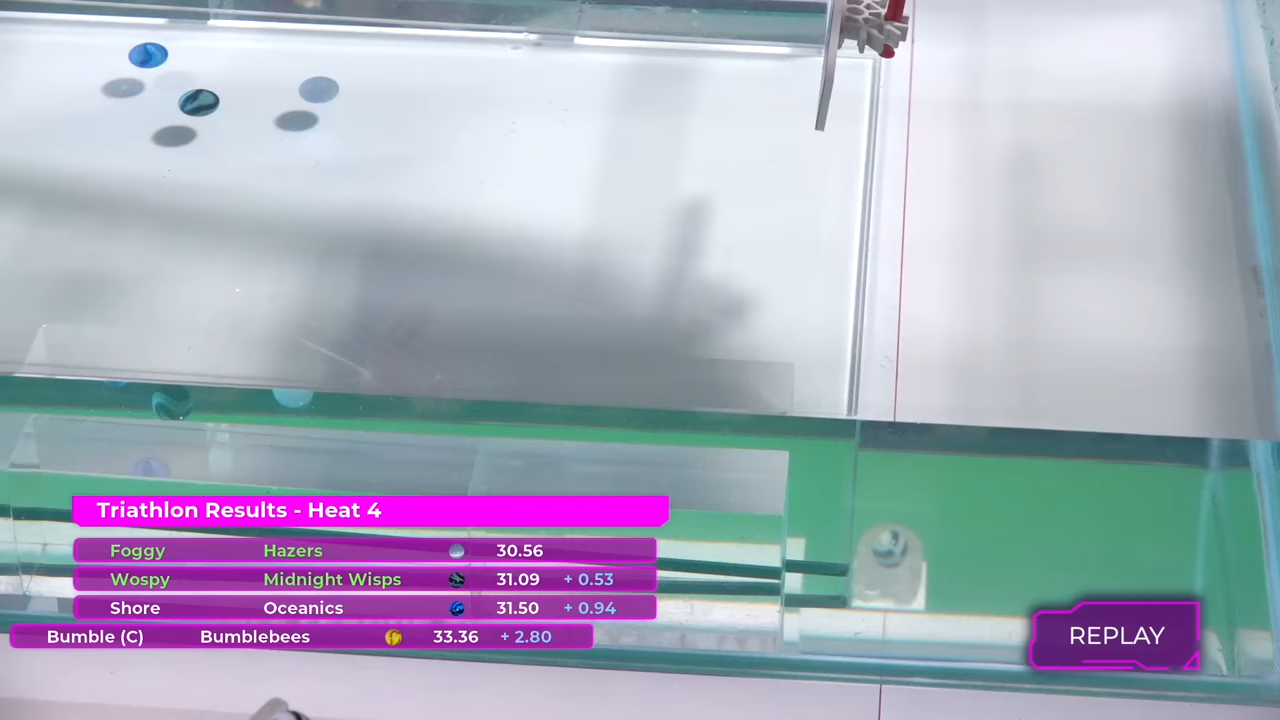 Triathlon Results - Heat 4
Foggy Hazers 30.56
Wospy Midnight Wisps 31.09 + 0.53
Shore Oceanics 31.50 + 0.94
Bumble (C) Bumblebees 33.36 + 2.80
REPLAY